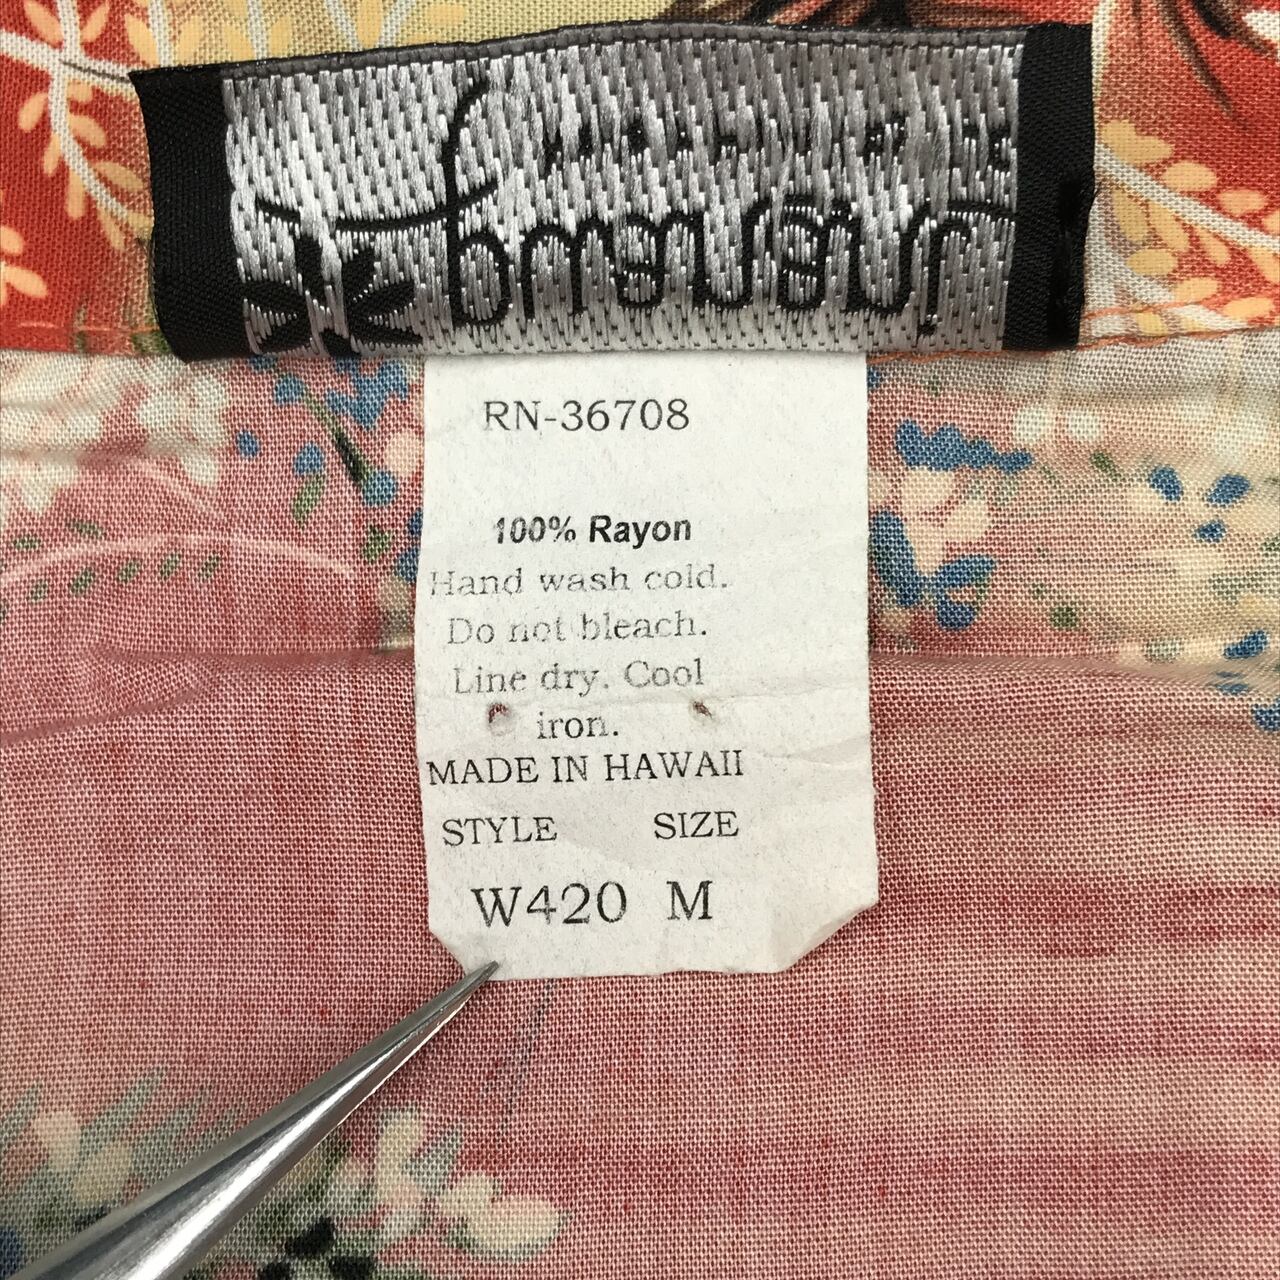 RN-36708
100% Rayon
Hand wash cold.
Do not bleach.
Line dry. Cool
iron.
MADE IN HAWAII
STYLE SIZE
W420 M